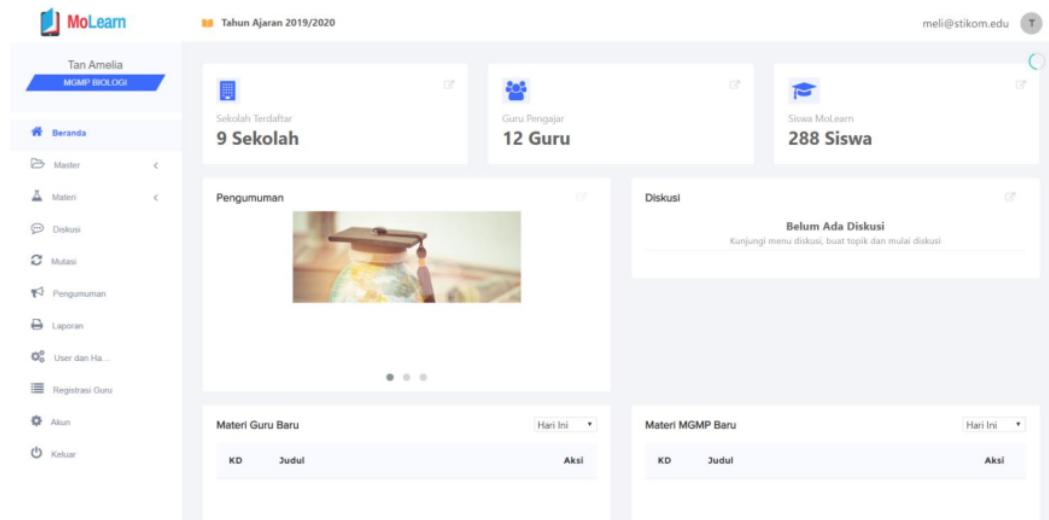 MoLearn
Tahun Ajaran 2019/2020
meli@stikom.edu
T
Tan Amelia
MGMP BIOLOGI
Beranda
Master
Materi
Diskusi
Mutasi
Pengumuman
Laporan
User dan Ha...
Registrasi Guru
Akun
Keluar
Sekolah Terdaftar
9 Sekolah
Guru Pengajar
12 Guru
Siswa MoLearn
288 Siswa
Pengumuman
Diskusi
Belum Ada Diskusi
Kunjungi menu diskusi, buat topik dan mulai diskusi
Materi Guru Baru
Hari Ini
KD Judul Aksi
Materi MGMP Baru
Hari Ini
KD Judul Aksi